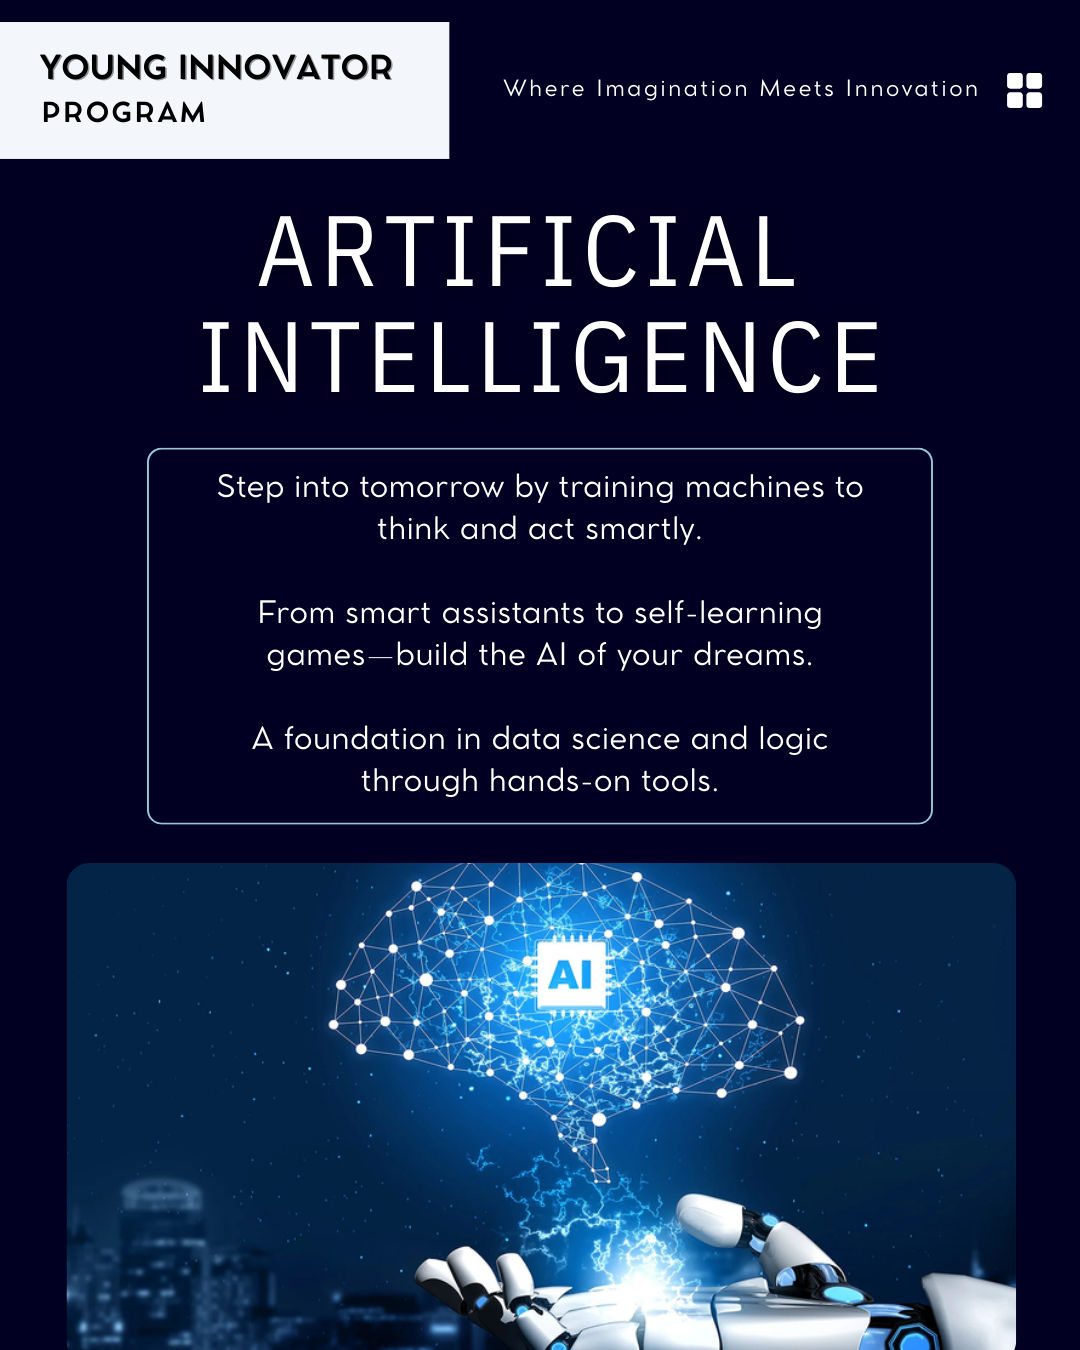 YOUNG INNOVATOR
PROGRAM
Where Imagination Meets Innovation
ARTIFICIAL
INTELLIGENCE
Step into tomorrow by training machines to
think and act smartly.
From smart assistants to self-learning
games—build the AI of your dreams.
A foundation in data science and logic
through hands-on tools.
AI